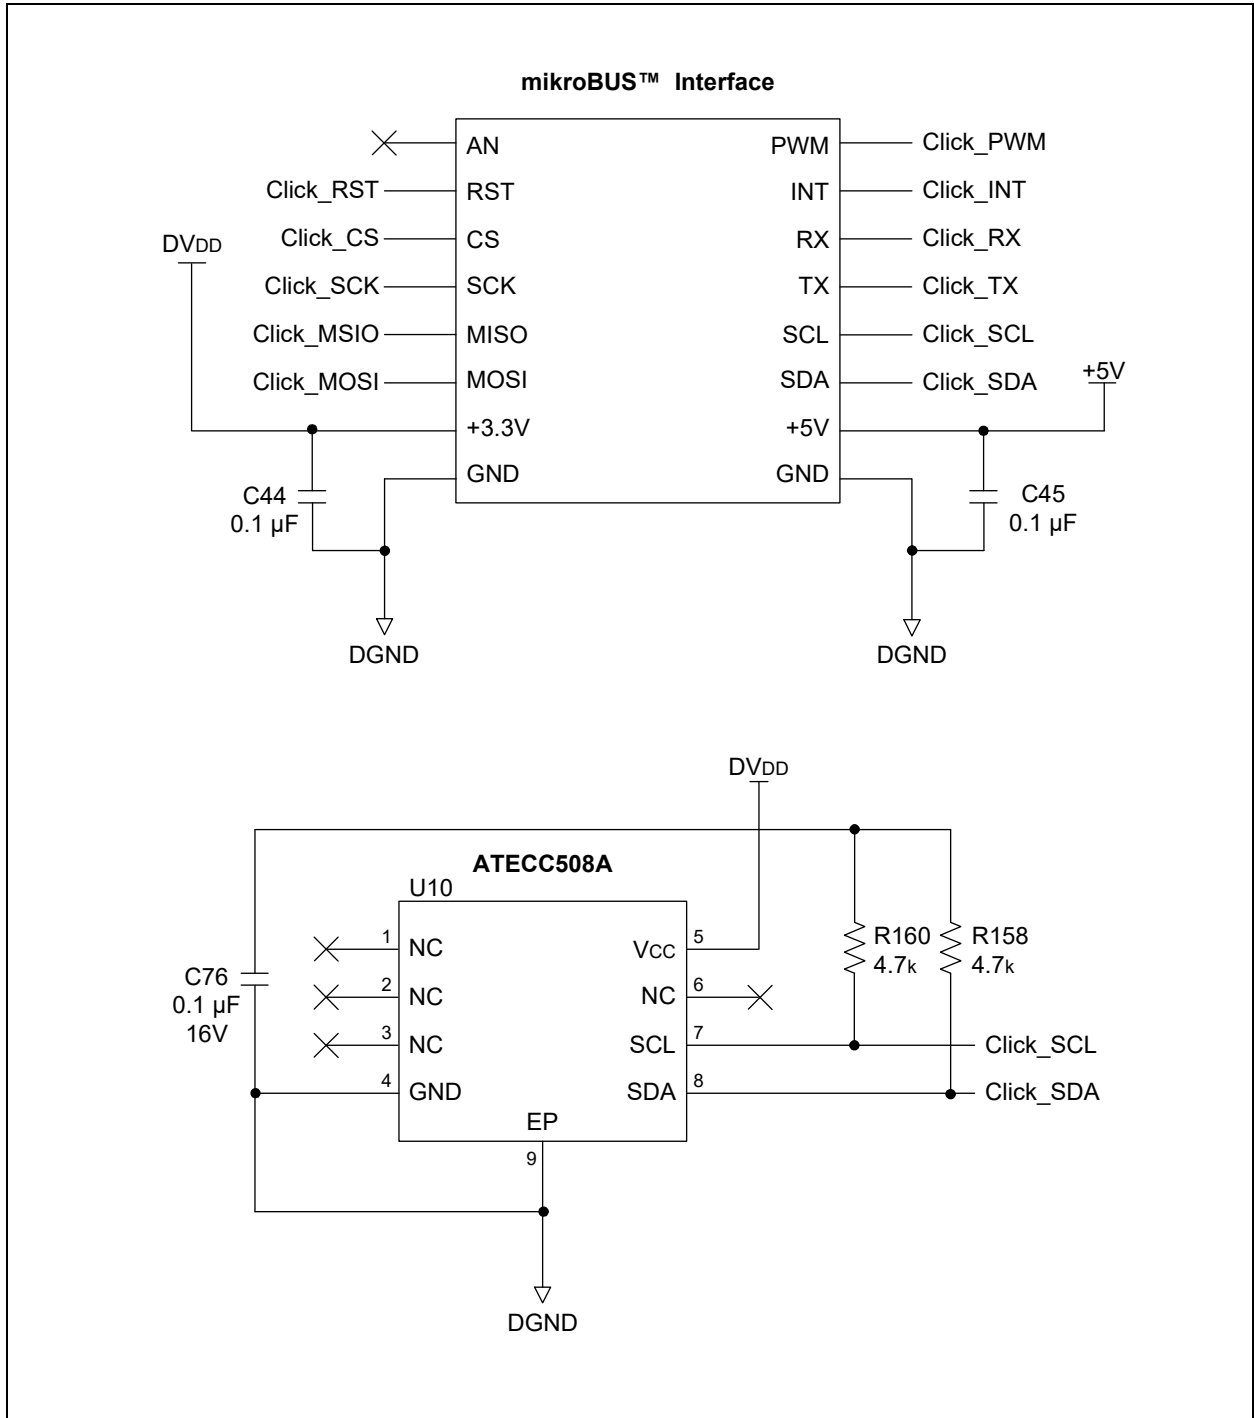 mikroBUS™ Interface
AN
PWM
Click_PWM
Click_RST
RST
INT
Click_INT
DVDD
Click_CS
CS
RX
Click_RX
Click_SCK
SCK
TX
Click_TX
Click_MSIO
MISO
SCL
Click_SCL
Click_MOSI
MOSI
SDA
Click_SDA
+5V
+3.3V
+5V
GND
GND
C44
0.1 µF
C45
0.1 µF
DGND
DGND
DVDD
ATECC508A
U10
1
NC
VCC
5
R160
4.7k
R158
4.7k
C76
0.1 µF
16V
2
NC
NC
6
3
NC
SCL
7
Click_SCL
4
GND
SDA
8
Click_SDA
EP
9
DGND